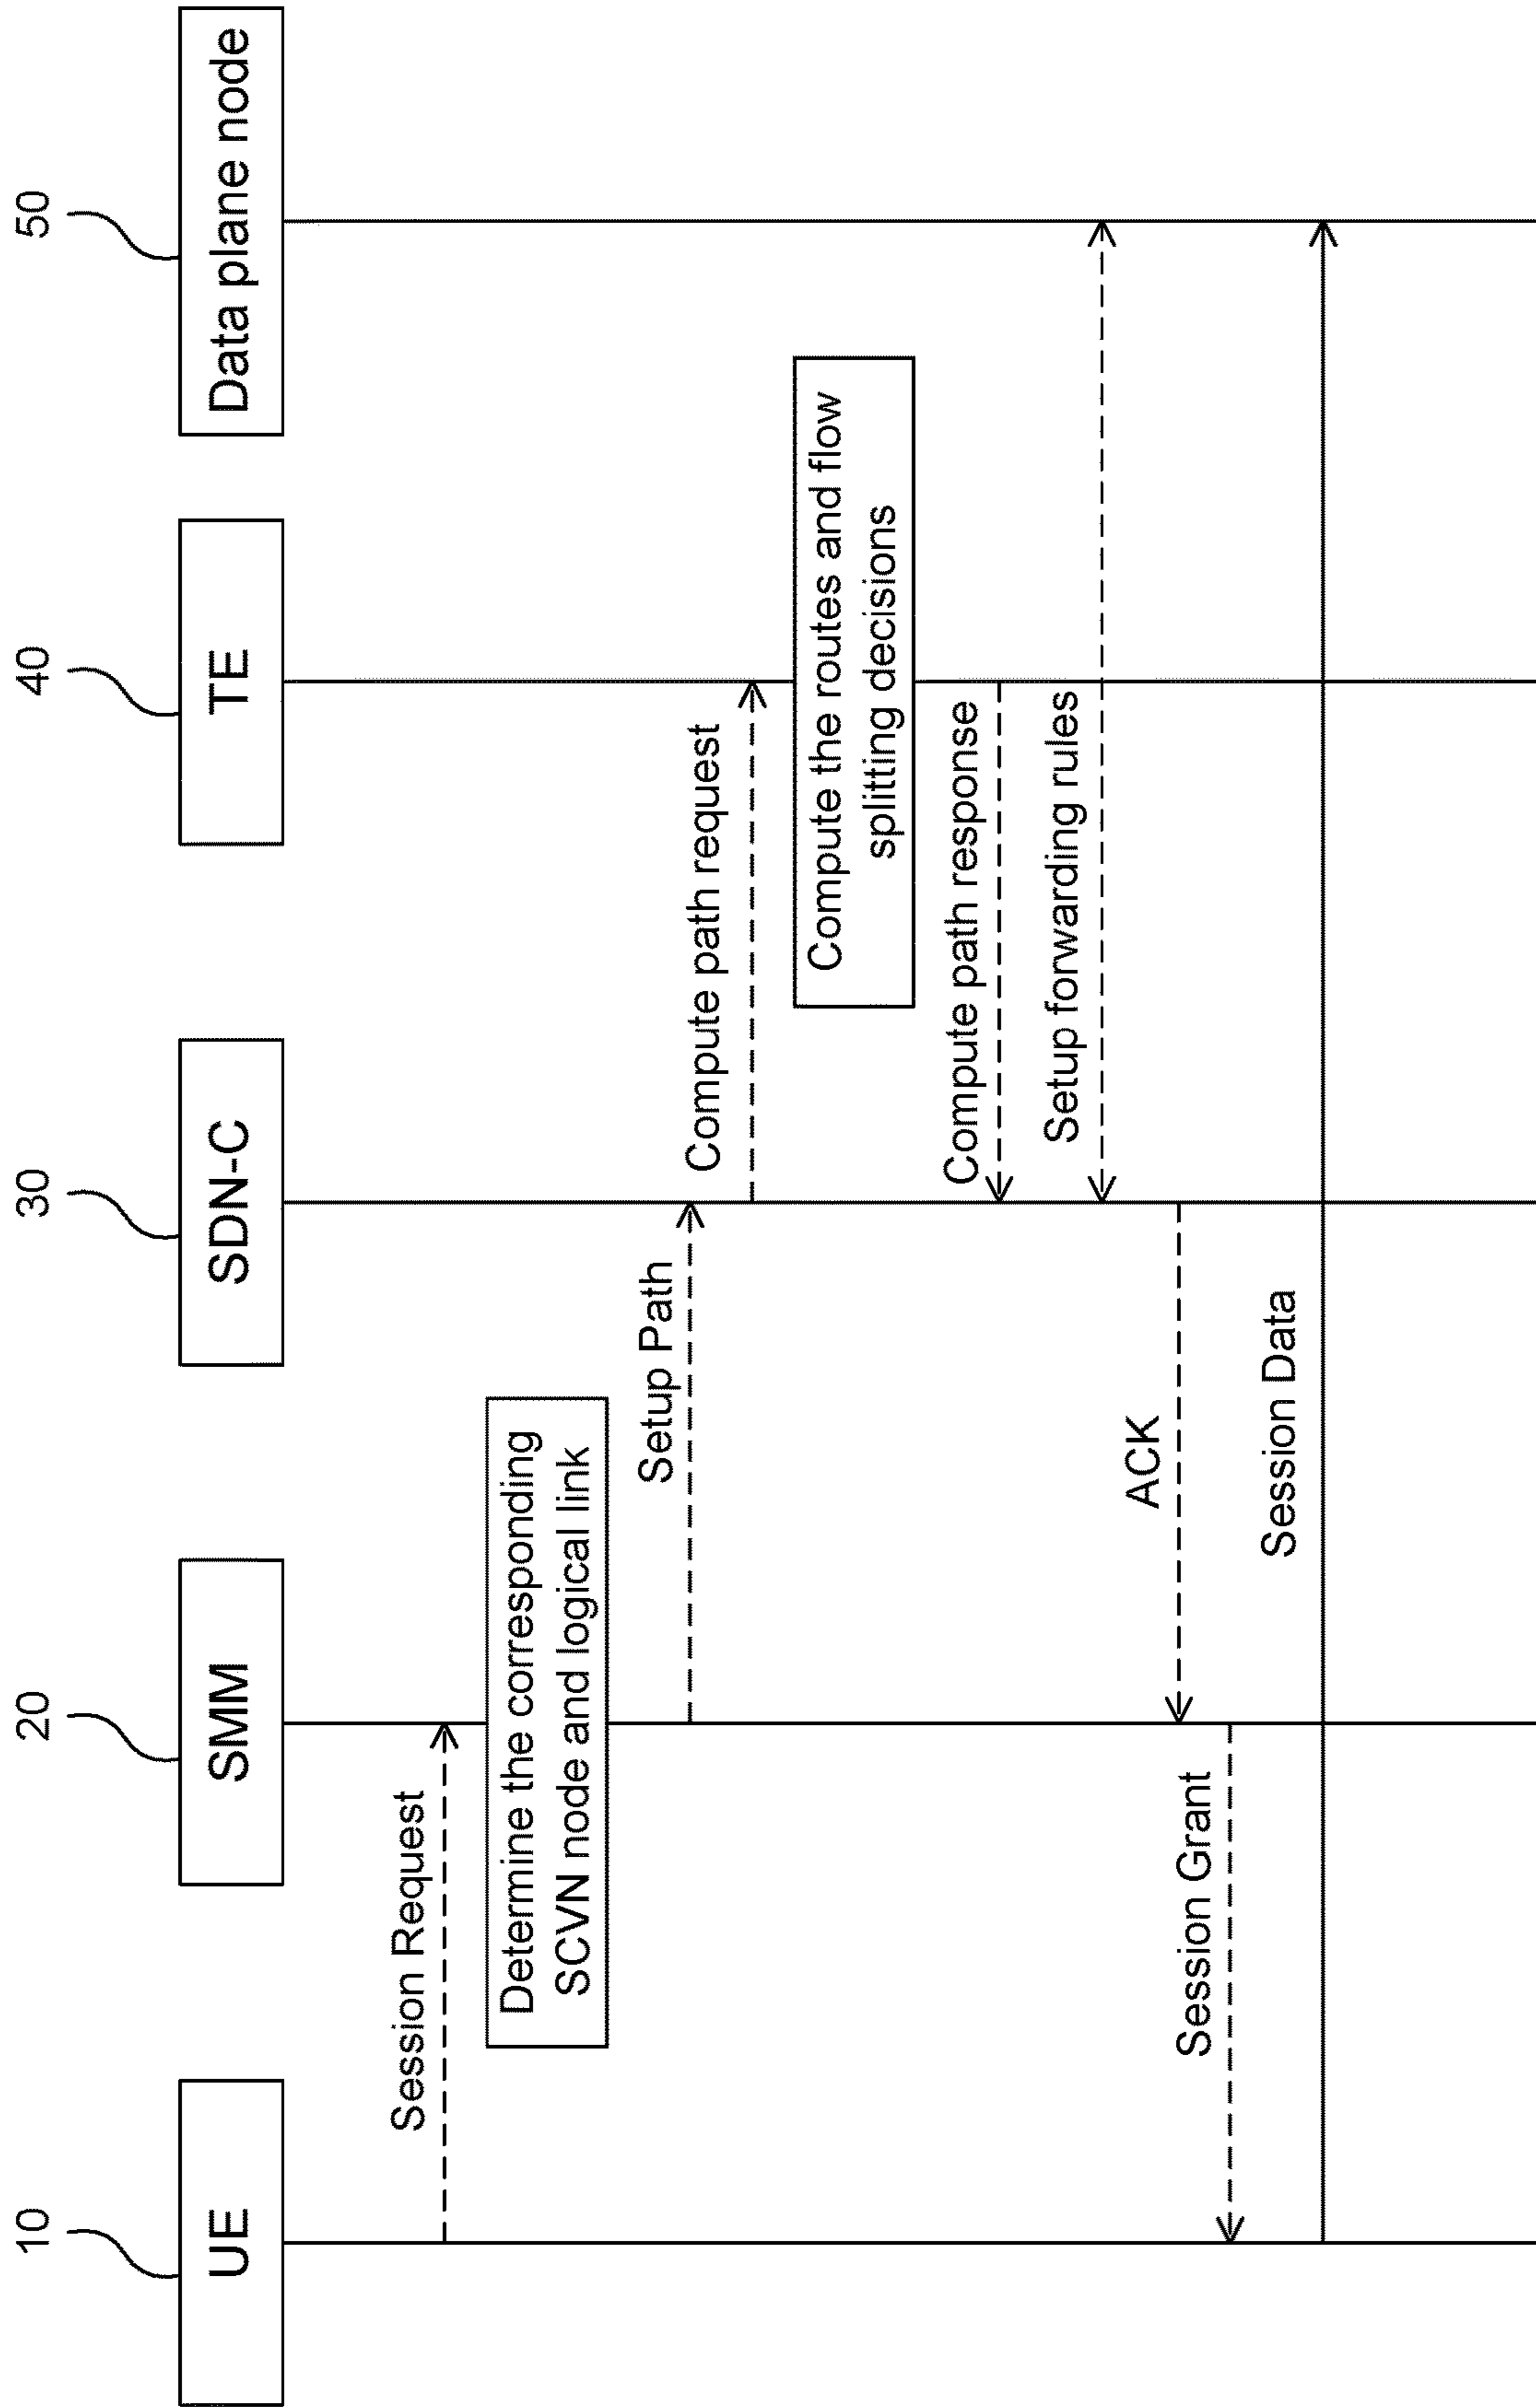 10
20
30
40
50
UE
SMM
SDN-C
TE
Data plane node
Session Request
Determine the corresponding
SCVN node and logical link
Setup Path
Compute path request
Compute the routes and flow
splitting decisions
Compute path response
Setup forwarding rules
ACK
Session Grant
Session Data